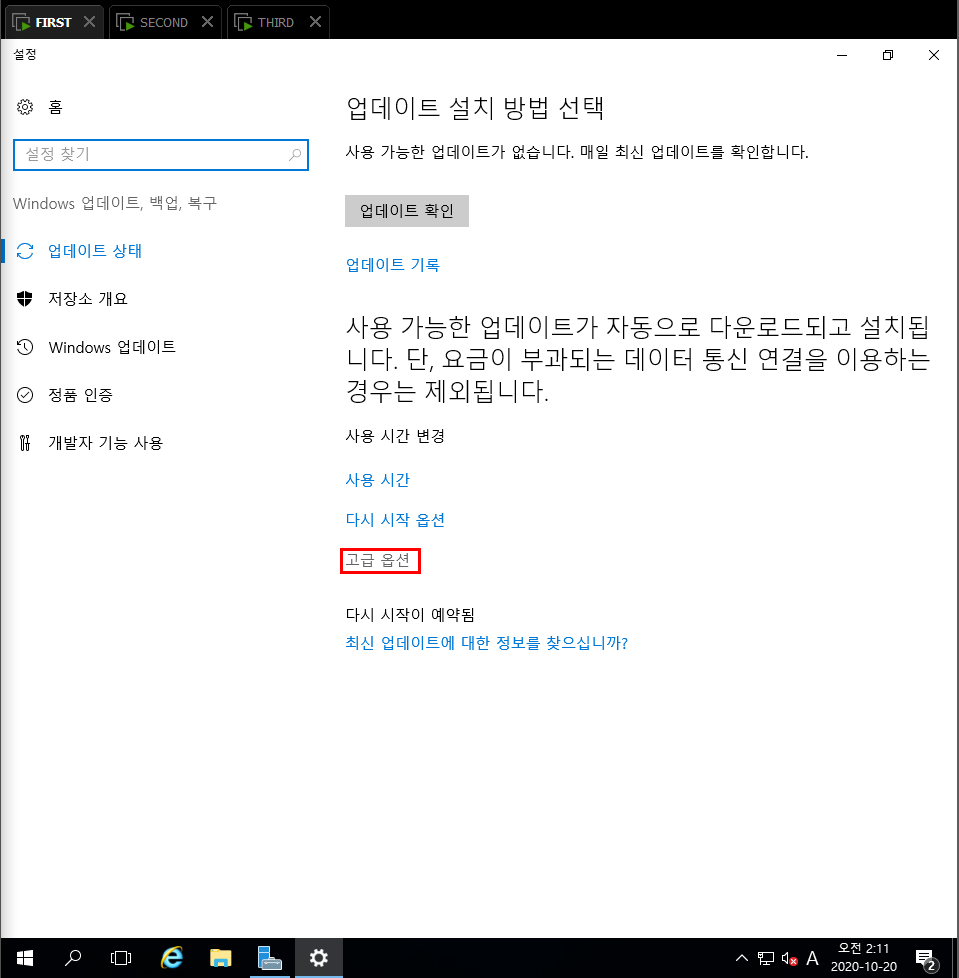 FIRST
SECOND
THIRD
설정
홈
설정 찾기
Windows 업데이트, 백업, 복구
업데이트 상태
저장소 개요
Windows 업데이트
정품 인증
개발자 기능 사용
업데이트 설치 방법 선택
사용 가능한 업데이트가 없습니다. 매일 최신 업데이트를 확인합니다.
업데이트 확인
업데이트 기록
사용 가능한 업데이트가 자동으로 다운로드되고 설치됩
니다. 단, 요금이 부과되는 데이터 통신 연결을 이용하는
경우는 제외됩니다.
사용 시간 변경
사용 시간
다시 시작 옵션
고급 옵션
다시 시작이 예약됨
최신 업데이트에 대한 정보를 찾으십니까?
A
오전 2:11
2020-10-20
2